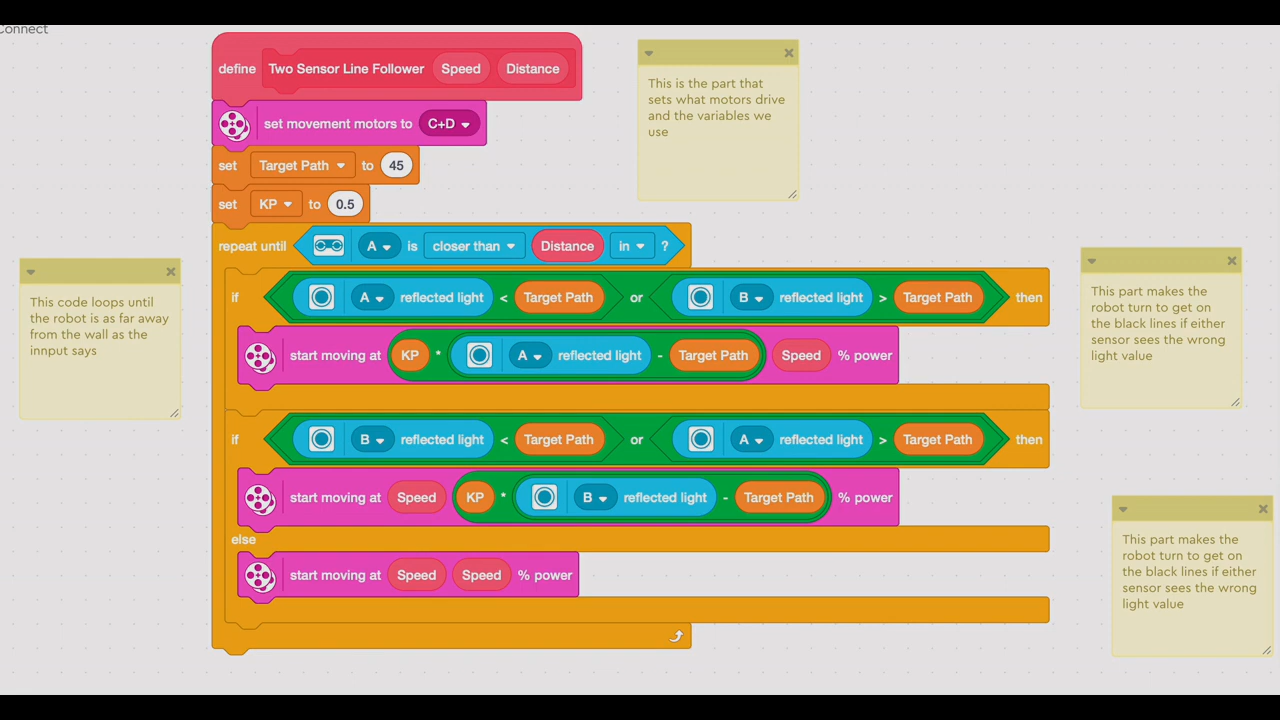 Connect
define Two Sensor Line Follower Speed Distance
set movement motors to C+D
set Target Path to 45
set KP to 0.5
repeat until A is closer than Distance in ?
if A reflected light < Target Path or B reflected light > Target Path then
start moving at KP * A reflected light - Target Path Speed % power
if B reflected light < Target Path or A reflected light > Target Path then
start moving at Speed KP * B reflected light - Target Path % power
else
start moving at Speed Speed % power
This is the part that
sets what motors drive
and the variables we
use
This code loops until
the robot is as far away
from the wall as the
innput says
This part makes the
robot turn to get on
the black lines if either
sensor sees the wrong
light value
This part makes the
robot turn to get on
the black lines if either
sensor sees the wrong
light value